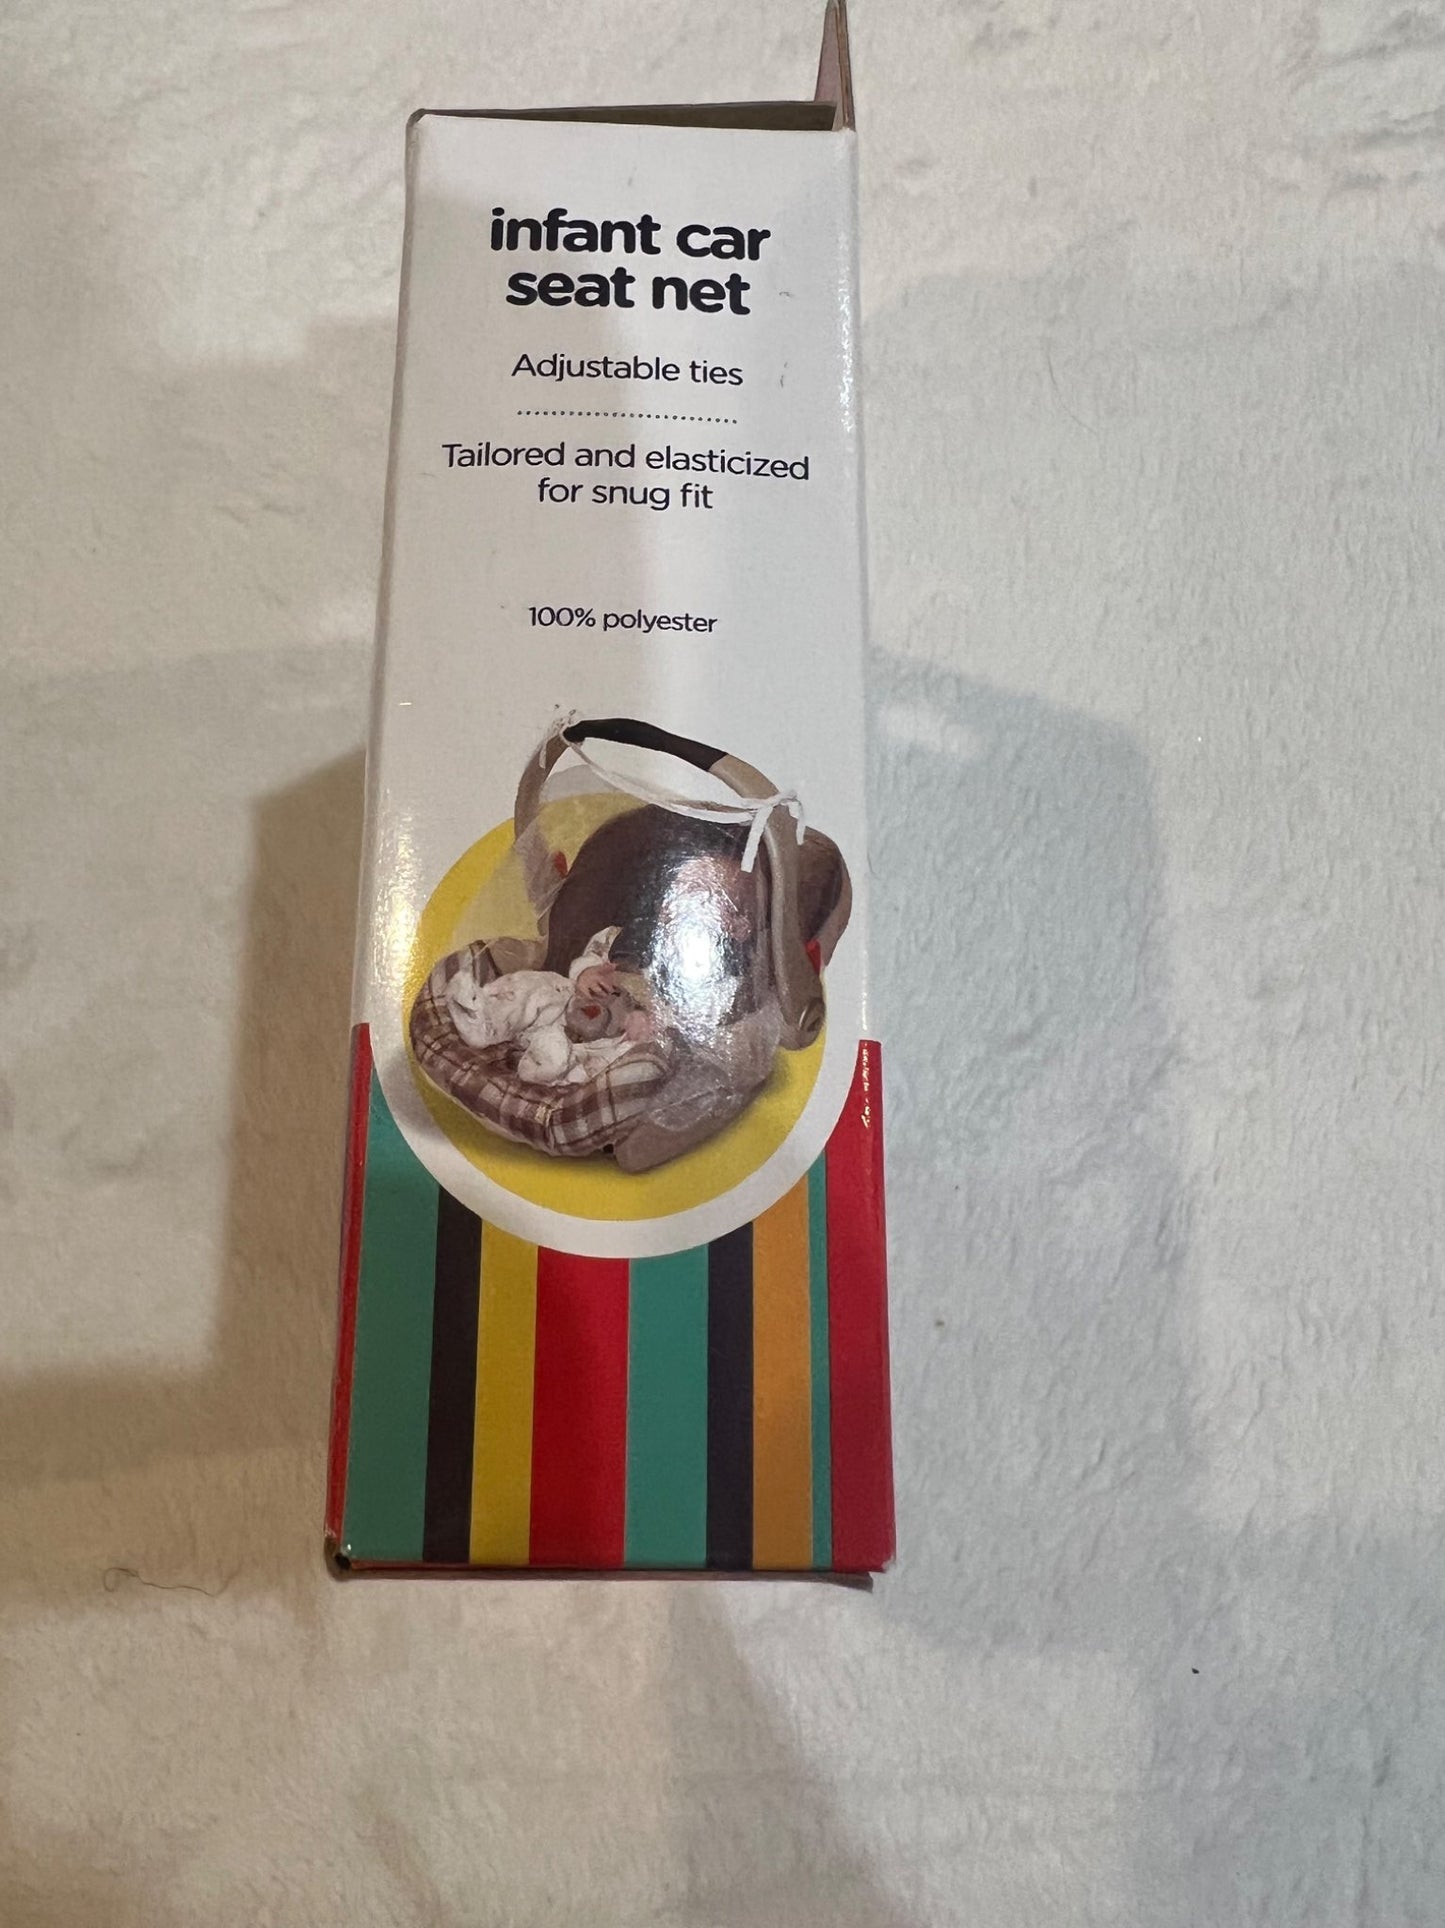 infant car
seat net
Adjustable ties
Tailored and elasticized
for snug fit
100% polyester